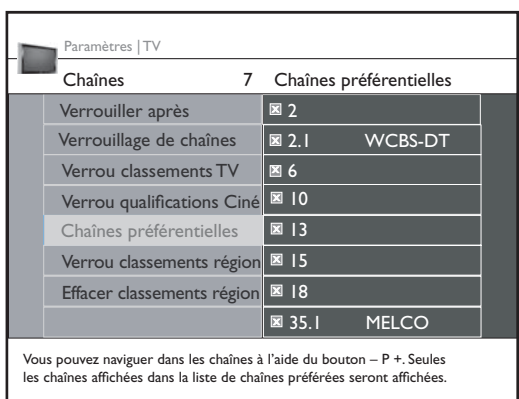 Paramètres | TV
Chaînes 7 Chaînes préférentielles
Verrouiller après 2
Verrouillage de chaînes 2.1 WCBS-DT
Verrou classements TV 6
Verrou qualifications Ciné 10
Chaînes préférentielles 13
Verrou classements région 15
Effacer classements région 18
35.1 MELCO
Vous pouvez naviguer dans les chaînes à l'aide du bouton – P +. Seules
les chaînes affichées dans la liste de chaînes préférées seront affichées.